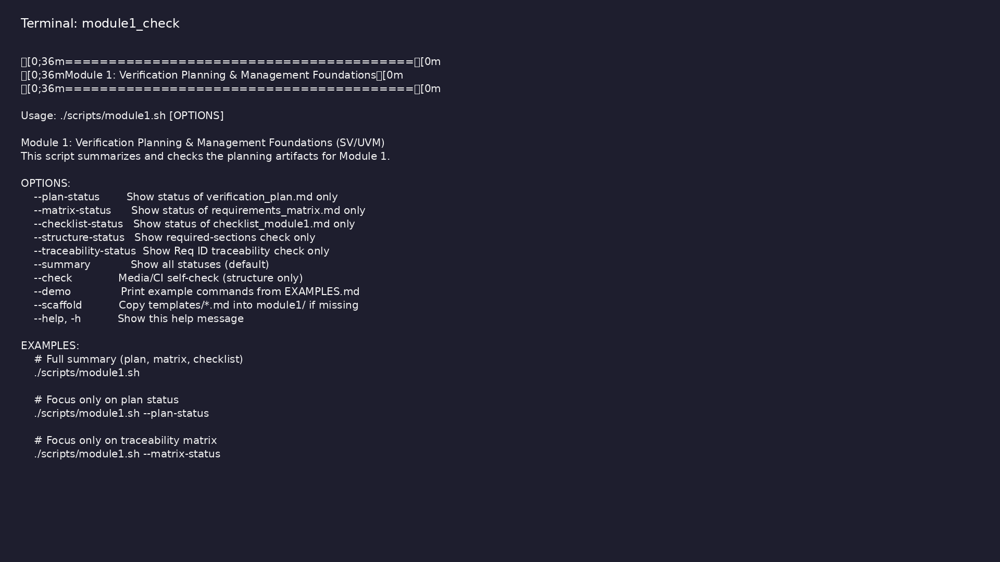 Terminal: module1_check
▯[0;36m========================================▯[0m
▯[0;36mModule 1: Verification Planning & Management Foundations▯[0m
▯[0;36m========================================▯[0m
Usage: ./scripts/module1.sh [OPTIONS]
Module 1: Verification Planning & Management Foundations (SV/UVM)
This script summarizes and checks the planning artifacts for Module 1.
OPTIONS:
    --plan-status        Show status of verification_plan.md only
    --matrix-status      Show status of requirements_matrix.md only
    --checklist-status   Show status of checklist_module1.md only
    --structure-status   Show required-sections check only
    --traceability-status  Show Req ID traceability check only
    --summary            Show all statuses (default)
    --check              Media/CI self-check (structure only)
    --demo               Print example commands from EXAMPLES.md
    --scaffold           Copy templates/*.md into module1/ if missing
    --help, -h           Show this help message
EXAMPLES:
    # Full summary (plan, matrix, checklist)
    ./scripts/module1.sh
    # Focus only on plan status
    ./scripts/module1.sh --plan-status
    # Focus only on traceability matrix
    ./scripts/module1.sh --matrix-status